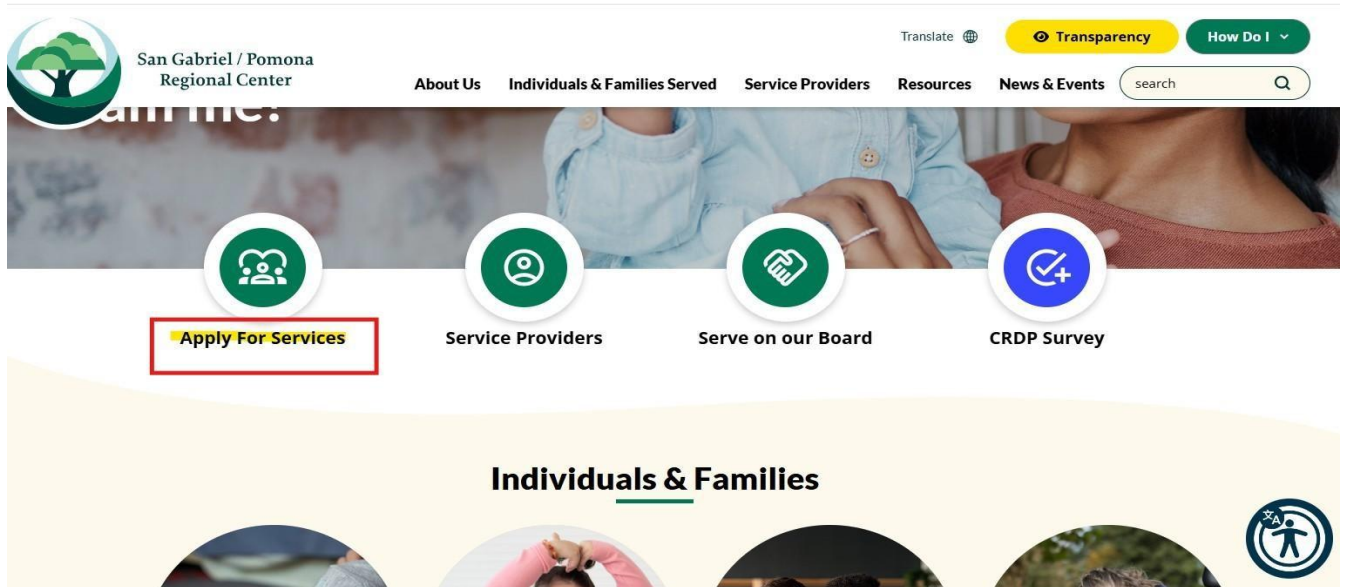 Translate
Transparency
How Do I
San Gabriel / Pomona
Regional Center
About Us Individuals & Families Served Service Providers Resources News & Events search
me?
Apply For Services Service Providers Serve on our Board CRDP Survey
Individuals & Families